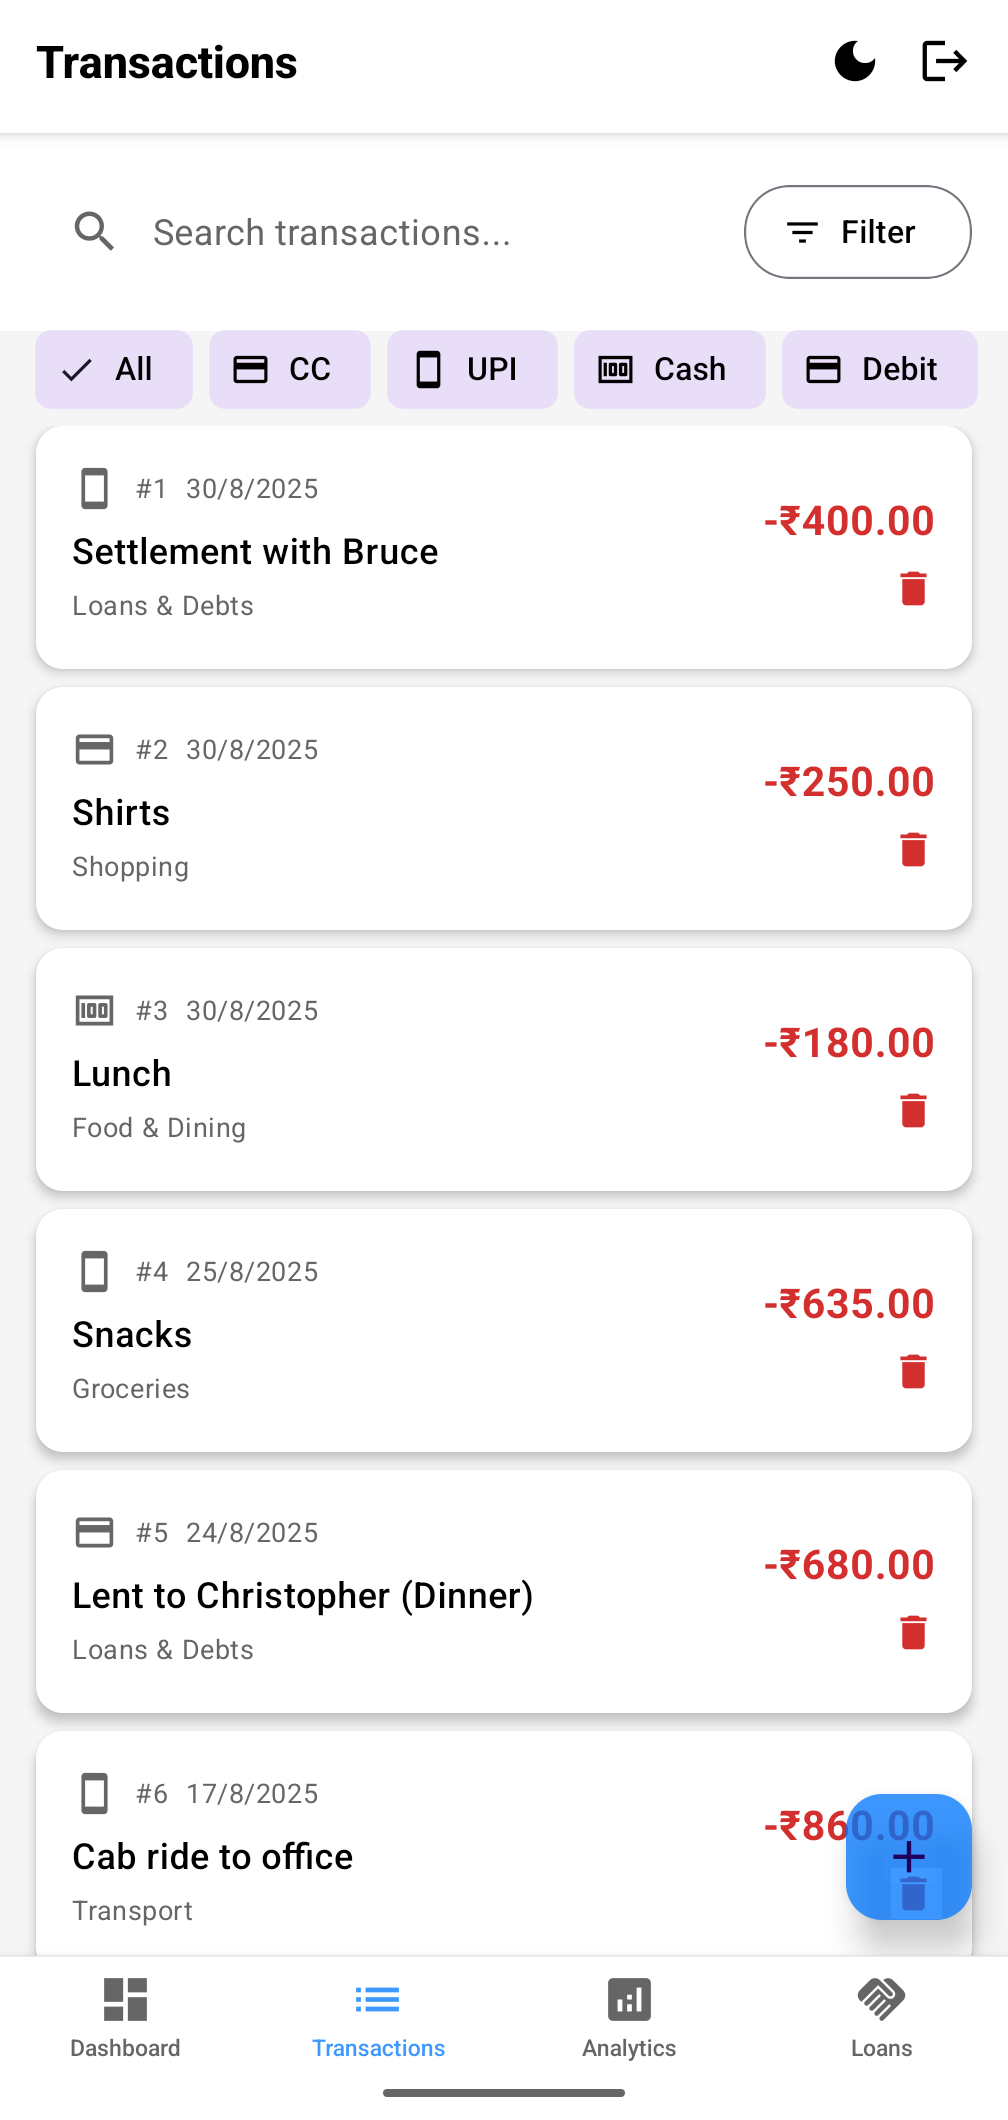 Transactions
Search transactions...
Filter
All
CC
UPI
Cash
Debit
#1 30/8/2025
-₹400.00
Settlement with Bruce
Loans & Debts
#2 30/8/2025
-₹250.00
Shirts
Shopping
#3 30/8/2025
-₹180.00
Lunch
Food & Dining
#4 25/8/2025
-₹635.00
Snacks
Groceries
#5 24/8/2025
-₹680.00
Lent to Christopher (Dinner)
Loans & Debts
#6 17/8/2025
-₹860.00
Cab ride to office
Transport
Dashboard
Transactions
Analytics
Loans